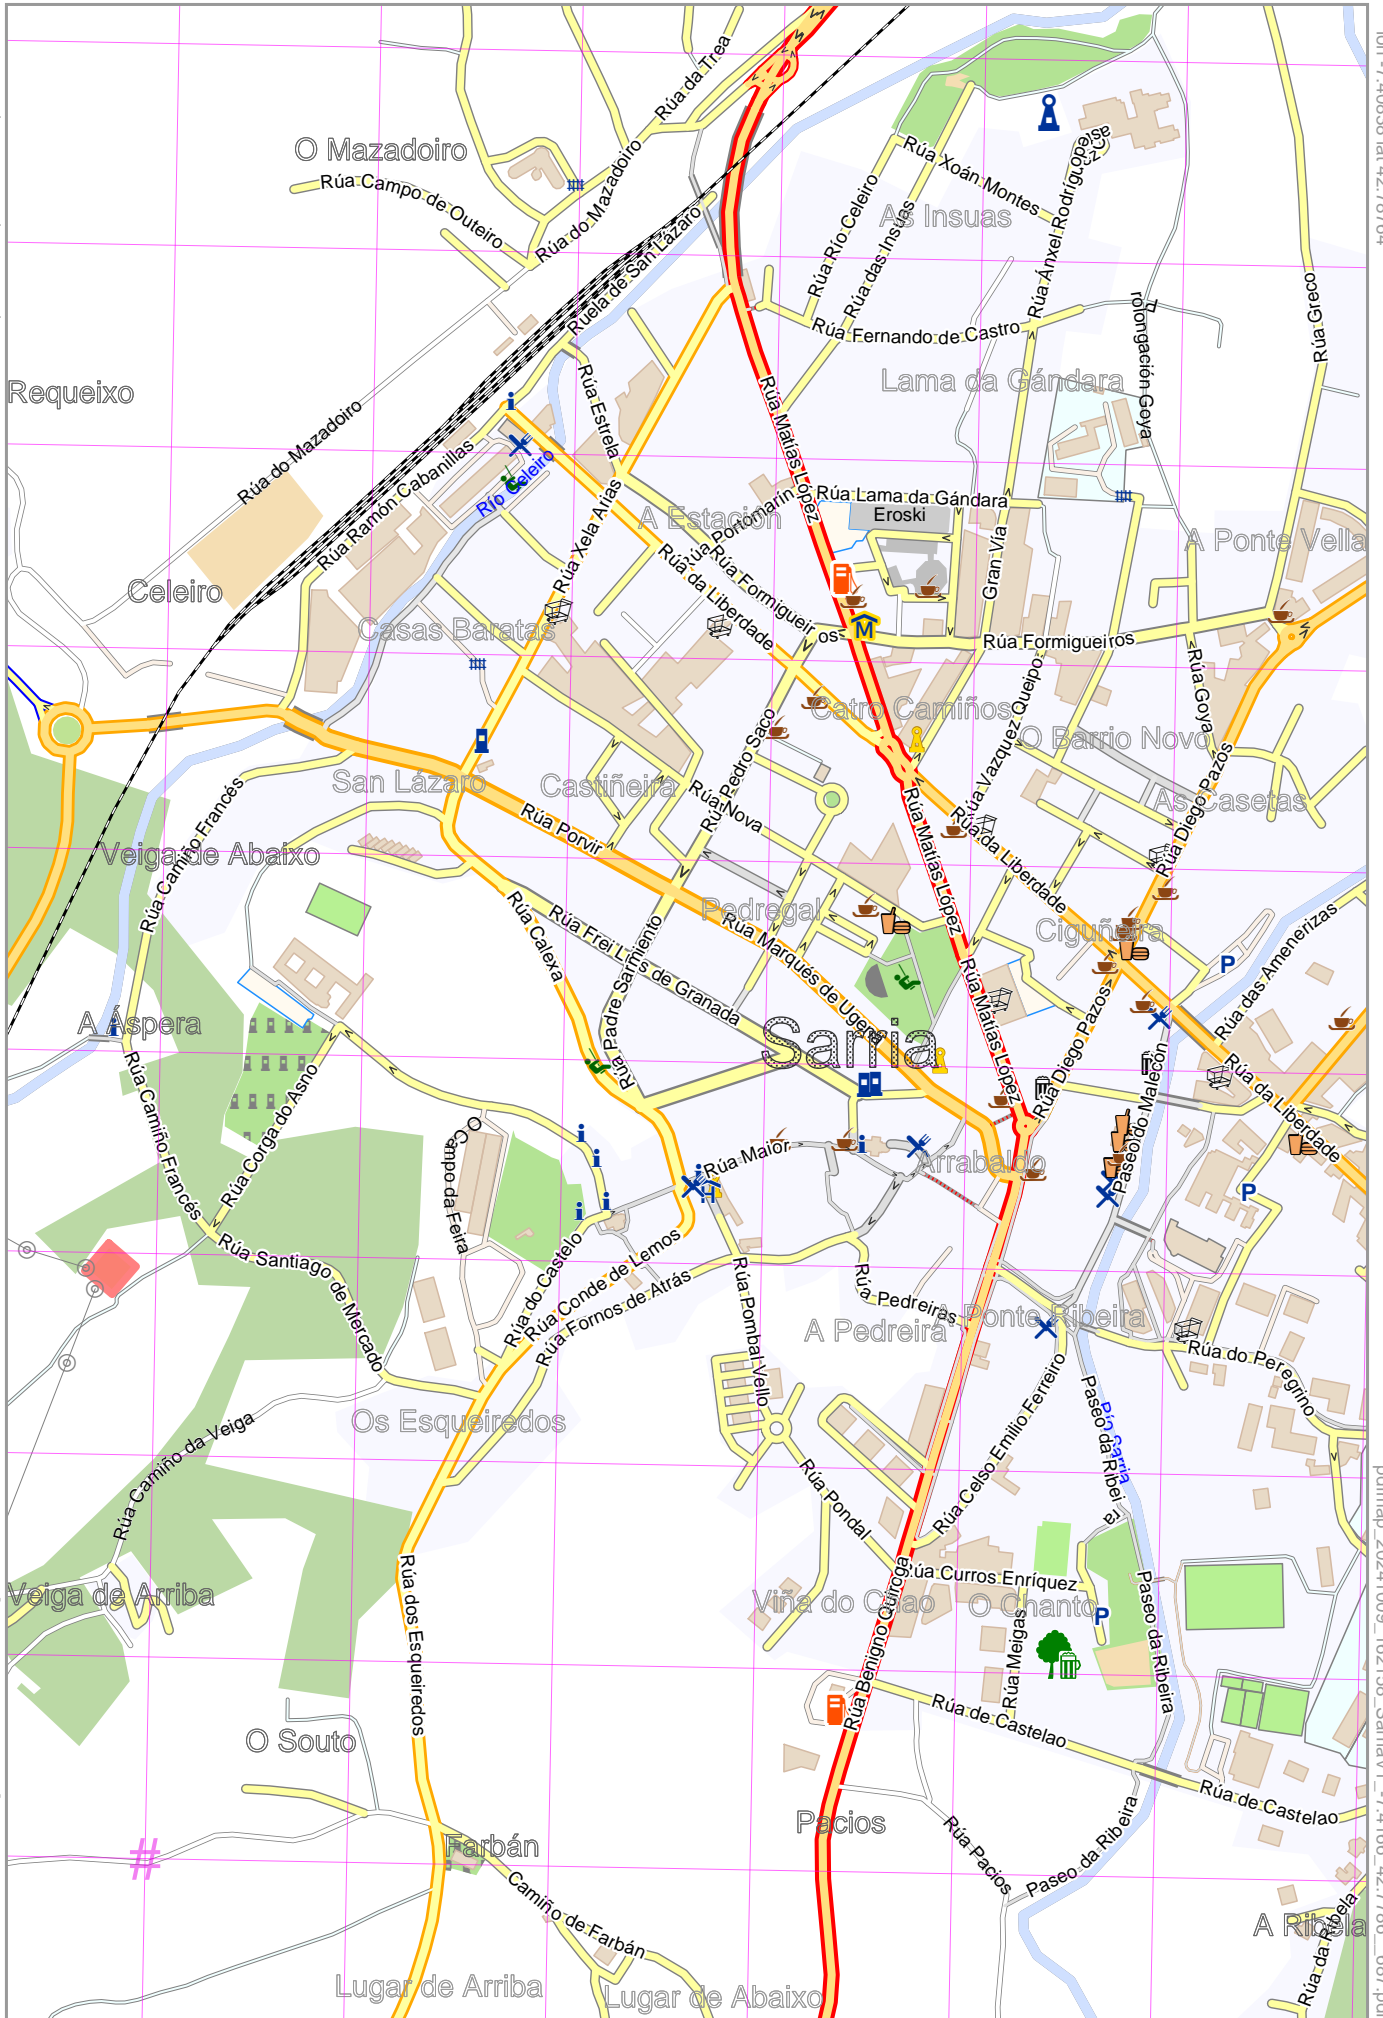 Rúa da Trea
O Mazadoiro
Rúa Campo de Outeiro
Rúa do Mazadoiro
Ruela de San Lázaro
Rúa Xoán Montes
As Insuas
Rúa Río Celeiro
Rúa das Insuas
Rúa Ánxel Rodríguez
Rúa Fernando de Castro
Prolongación Goya
Rúa Greco
Lama da Gándara
Requeixo
Rúa Estrela
Rúa Matías López
Rúa do Mazadoiro
Rúa Ramón Cabanillas
Río Celeiro
Rúa Xela Arias
A Estación
Rúa Portomarín
Rúa Lama da Gándara
Eroski
Gran Vía
A Ponte Vella
Celeiro
Casas Baratas
Rúa da Liberdade
Rúa Formigueiros
M
Rúa Formigueiros
Rúa Goya
Catro Camiños
Rúa Vazquez Queipo
O Barrio Novo
San Lázaro
Castiñeira
Rúa Pedro Saco
Rúa Nova
Rúa Porvir
As Casetas
Rúa Diego Pazos
Rúa Camiño Francés
Veiga de Abaixo
Rúa Matías López
Rúa da Liberdade
Rúa Calexa
Rúa Frei Luis de Granada
Rúa Padre Sarmiento
Pedregal
Rúa Marqués de Ugena
Cigüñeira
P
Rúa das Amenerizas
A Áspera
Sarria
Rúa Matías López
Rúa Diego Pazos
Paseo do Malecón
Rúa da Liberdade
Rúa Camiño Francés
Rúa Corga do Asno
O Campo da Feira
Rúa Maior
Arrabaldo
H
P
Rúa Santiago de Mercado
Rúa do Castelo
Rúa Conde de Lemos
Rúa Fornos de Atrás
Rúa Pombal Vello
Rúa Pedreiras
A Pedreira
A Ponte Ribeira
Rúa do Peregrino
Os Esqueiredos
Rúa Camiño da Veiga
Rúa Celso Emilio Ferreiro
Paseo da Ribeira
Río Sarria
Rúa Pondal
Rúa Curros Enríquez
Veiga de Arriba
Viña do Chao
O Chanto
P
Rúa Meigas
Paseo da Ribeira
Rúa dos Esqueiredos
Rúa Benigno Quiroga
Rúa de Castelao
O Souto
Rúa de Castelao
Pacios
Rúa Pacios
Paseo da Ribeira
Farbán
Camiño de Farbán
A Ribela
Rúa da Ribela
Lugar de Arriba
Lugar de Abaixo